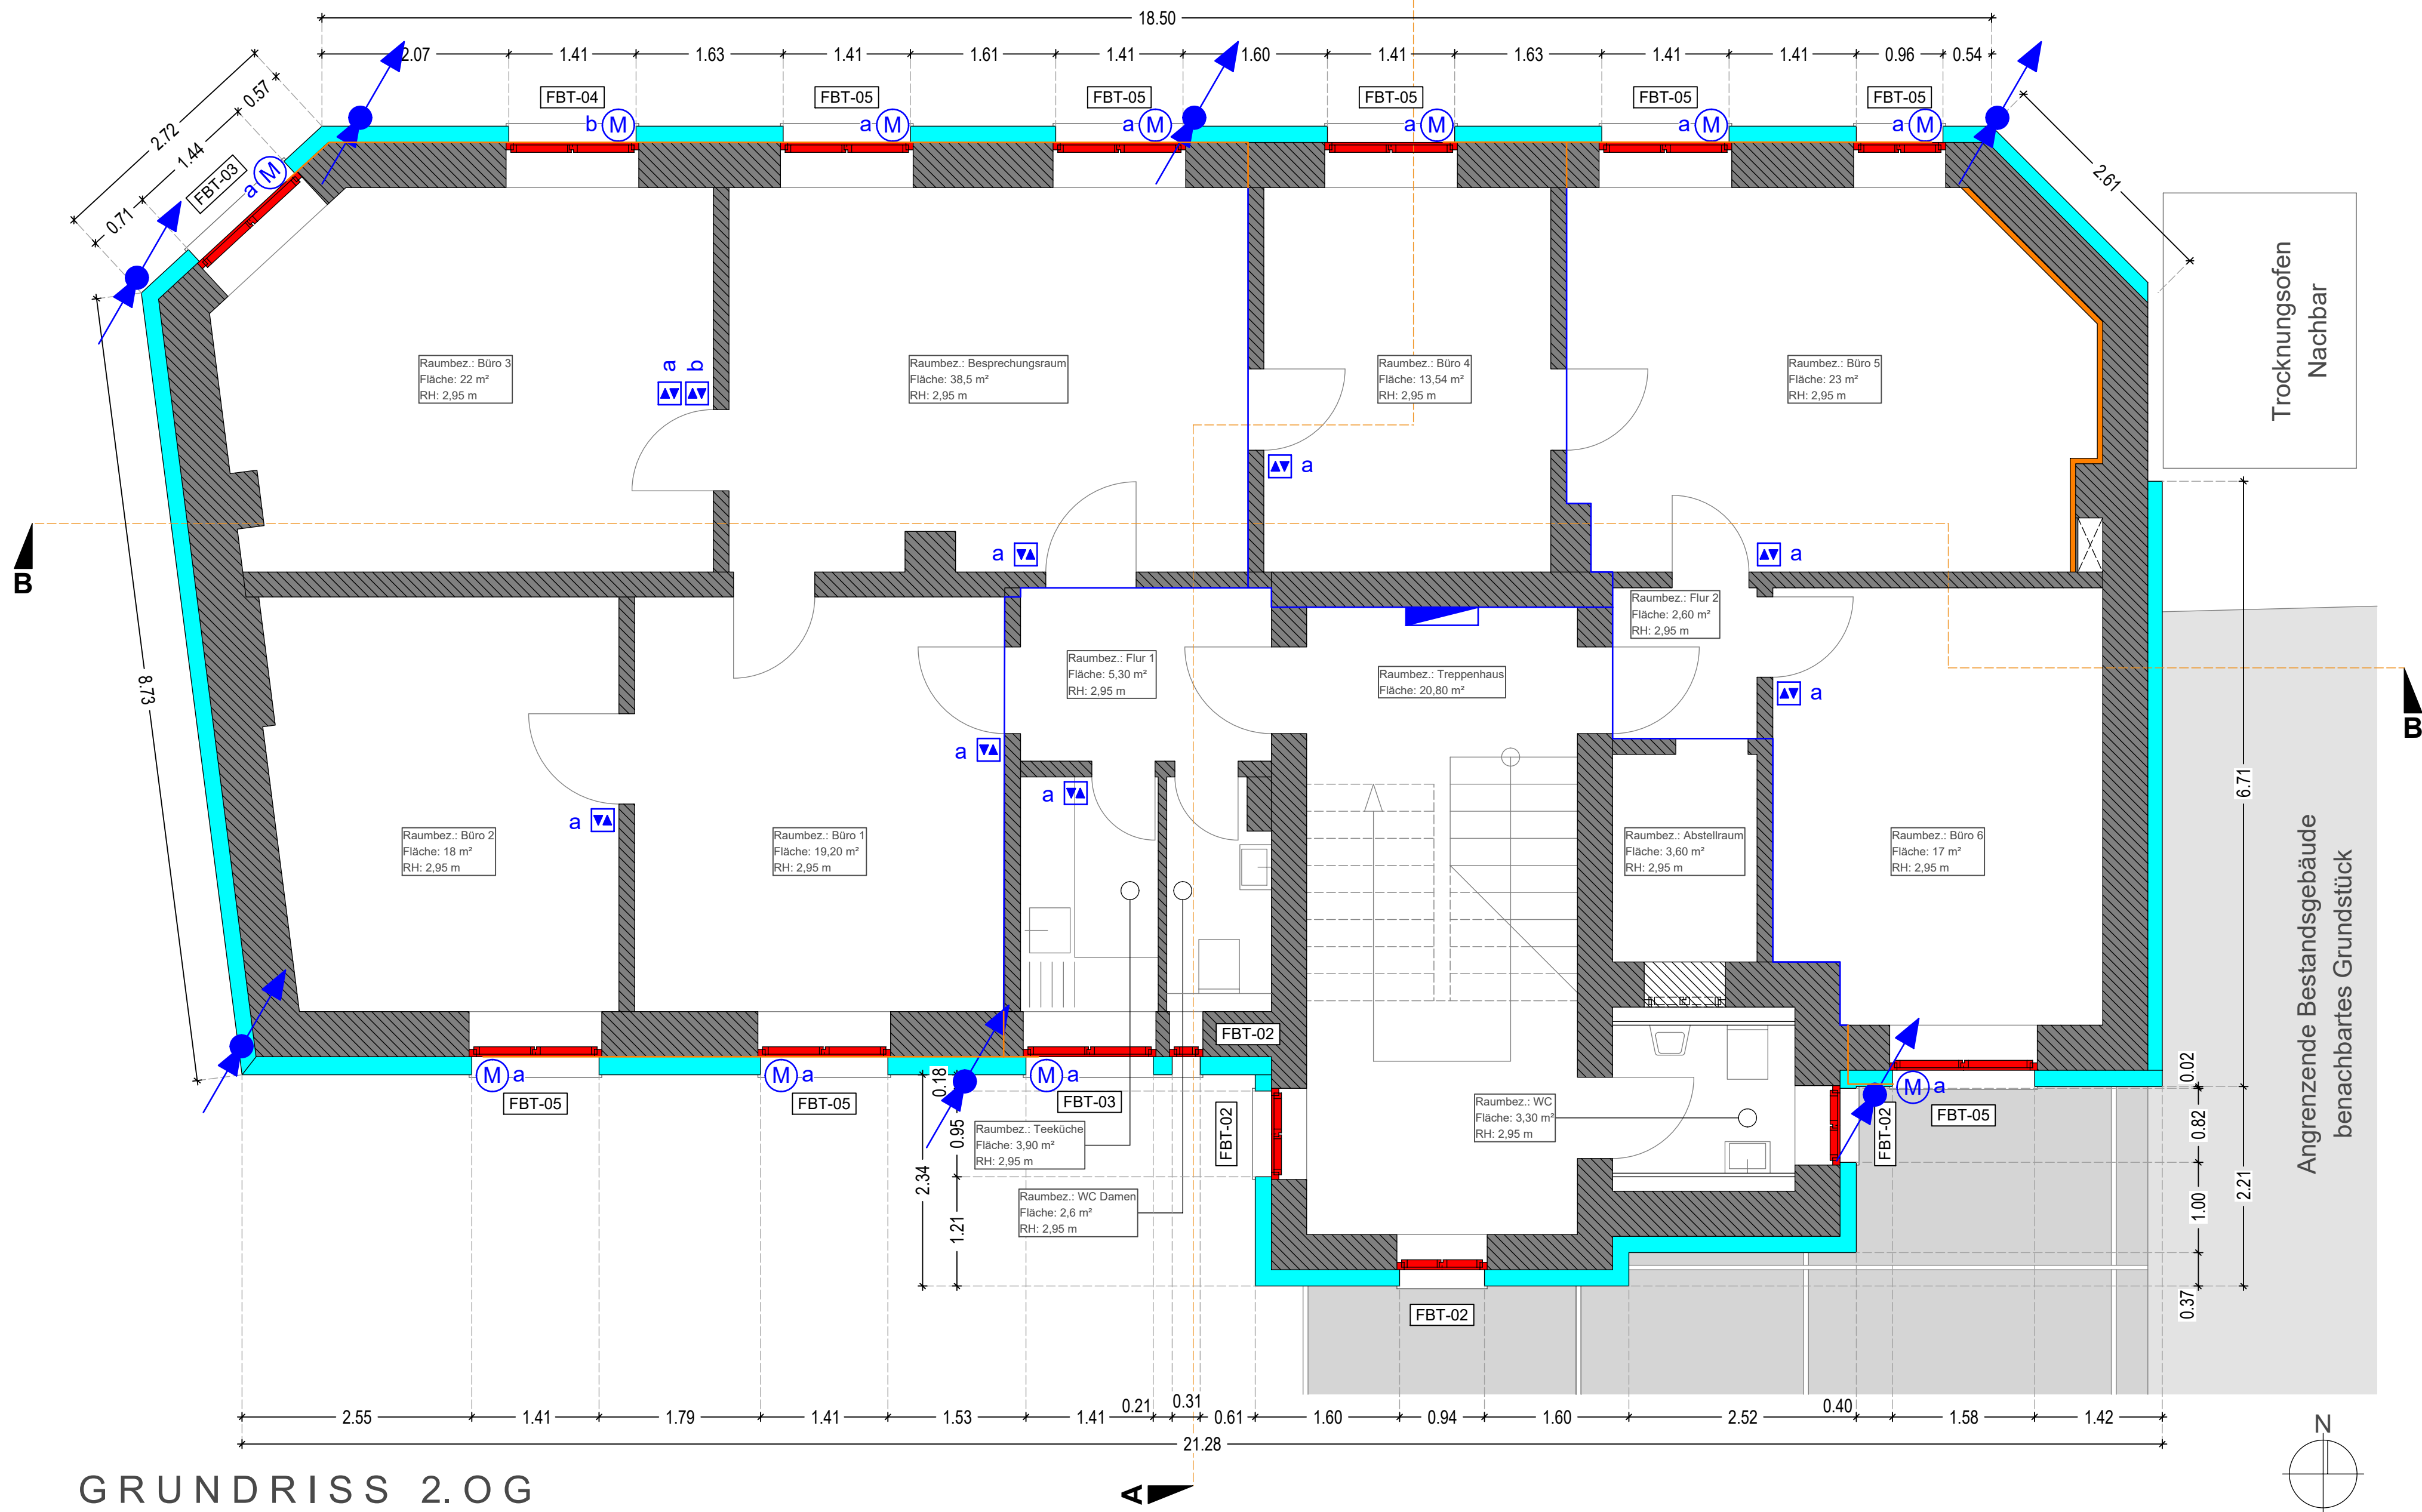 18.50
2.07 1.41 1.63 1.41 1.61 1.41 1.60 1.41 1.63 1.41 1.41 0.96 0.54
2.72
0.57
1.44
0.71
2.61
8.73
FBT-03
FBT-04
FBT-05
FBT-05
FBT-05
FBT-05
FBT-05
a M
b M
a M
a M
a M
a M
a M
Trocknungsofen
Nachbar
Raumbez.: Büro 3
Fläche: 22 m²
RH: 2,95 m
a
b
Raumbez.: Besprechungsraum
Fläche: 38,5 m²
RH: 2,95 m
Raumbez.: Büro 4
Fläche: 13,54 m²
RH: 2,95 m
a
Raumbez.: Büro 5
Fläche: 23 m²
RH: 2,95 m
a
a
B
B
Raumbez.: Flur 2
Fläche: 2,60 m²
RH: 2,95 m
Raumbez.: Flur 1
Fläche: 5,30 m²
RH: 2,95 m
Raumbez.: Treppenhaus
Fläche: 20,80 m²
a
a
a
a
Raumbez.: Büro 2
Fläche: 18 m²
RH: 2,95 m
Raumbez.: Büro 1
Fläche: 19,20 m²
RH: 2,95 m
Raumbez.: Abstellraum
Fläche: 3,60 m²
RH: 2,95 m
Raumbez.: Büro 6
Fläche: 17 m²
RH: 2,95 m
Angrenzende Bestandsgebäude
benachbartes Grundstück
6.71
2.21
0.02
0.82
1.00
0.37
FBT-02
M a
M a
M a
M a
FBT-05
FBT-05
FBT-03
FBT-02
FBT-02
FBT-05
0.18
0.95
2.34
1.21
Raumbez.: Teeküche
Fläche: 3,90 m²
RH: 2,95 m
Raumbez.: WC Damen
Fläche: 2,6 m²
RH: 2,95 m
Raumbez.: WC
Fläche: 3,30 m²
RH: 2,95 m
FBT-02
2.55 1.41 1.79 1.41 1.53 1.41 0.21 0.31 0.61 1.60 0.94 1.60 2.52 0.40 1.58 1.42
21.28
N
GRUNDRISS 2.OG
A